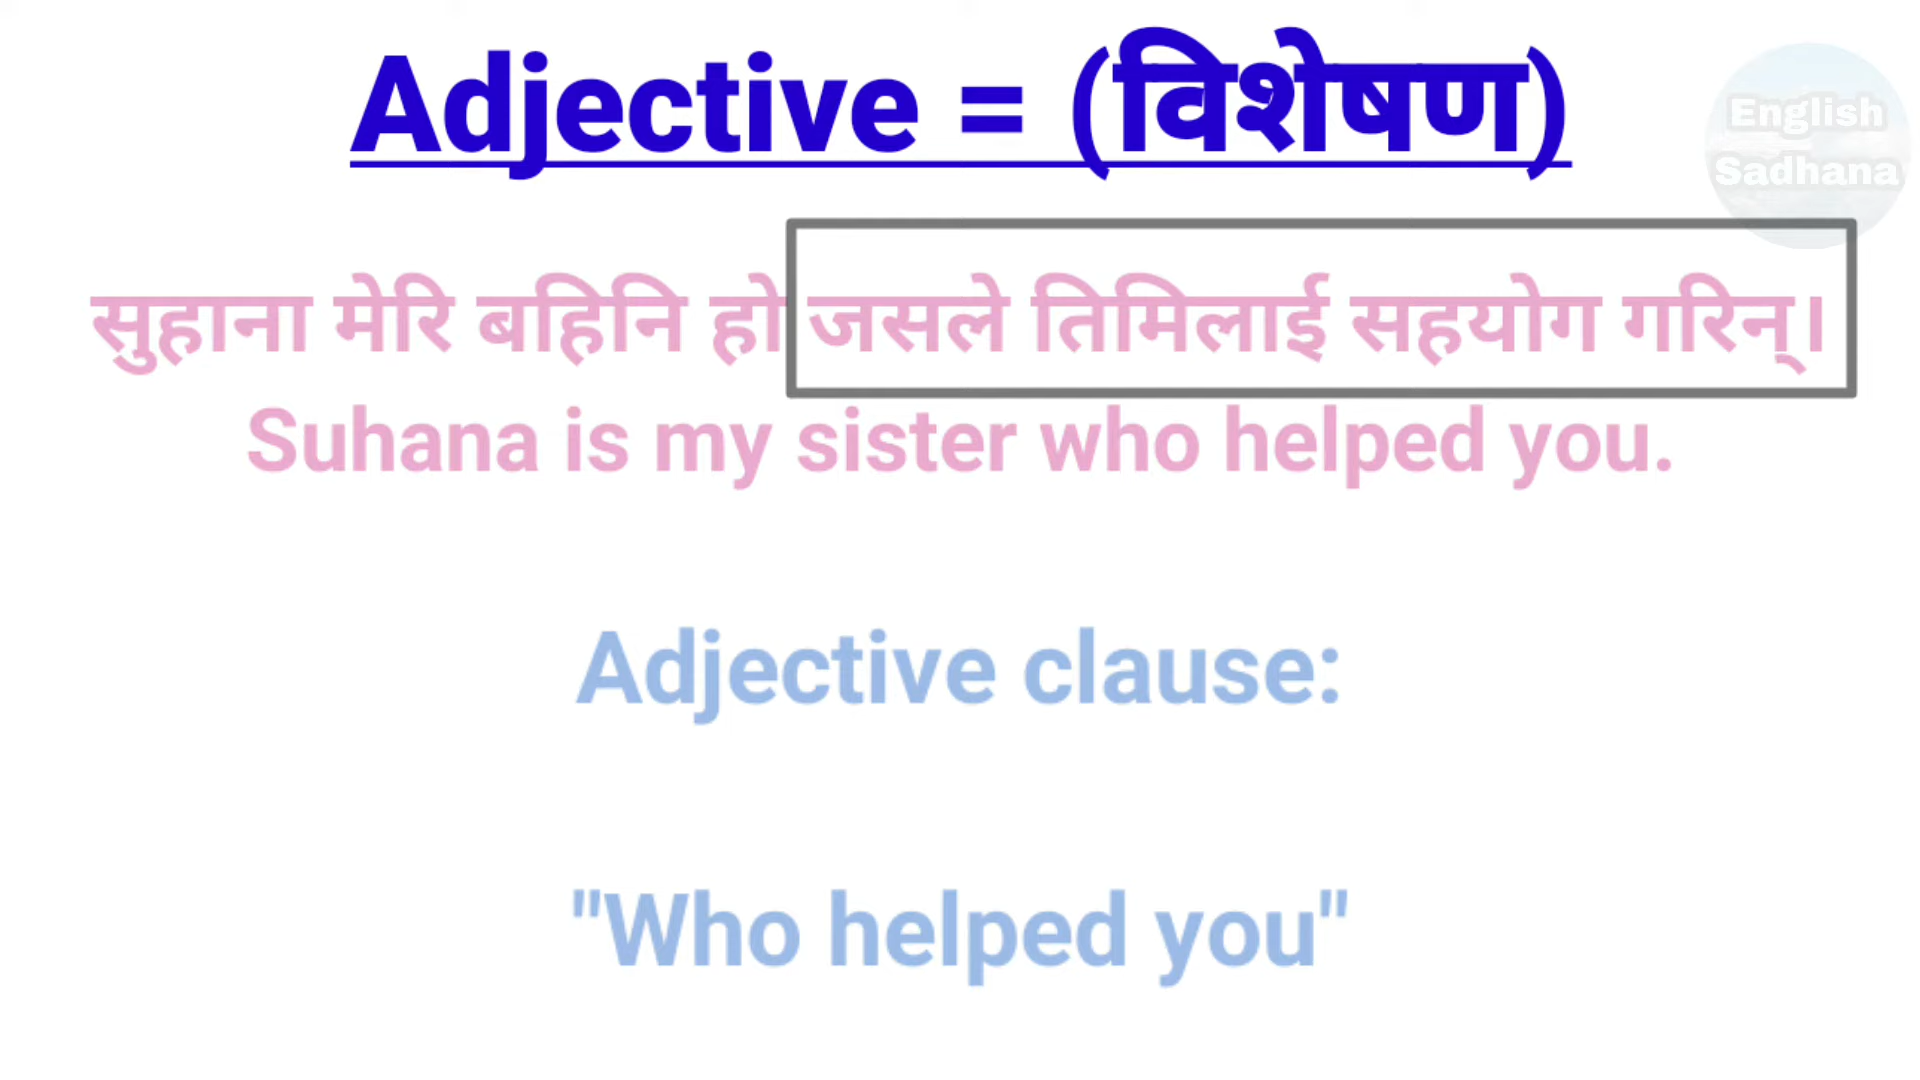 Adjective = (विशेषण)
English
Sadhana
सुहाना मेरि बहिनि हो जसले तिमिलाई सहयोग गरिन्।
Suhana is my sister who helped you.
Adjective clause:
"Who helped you"